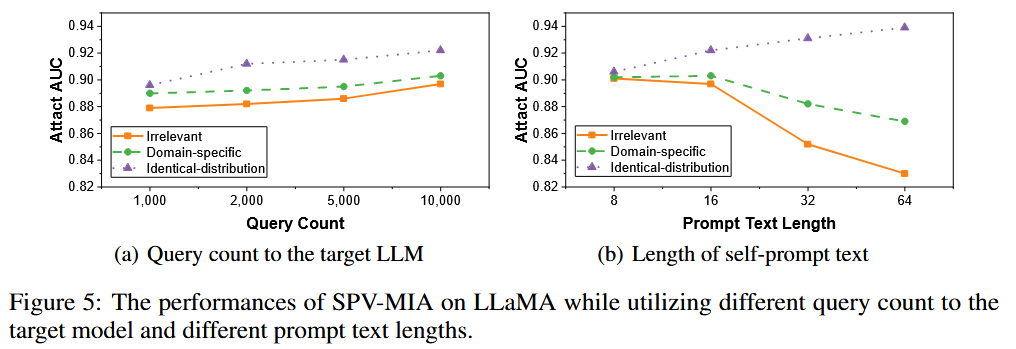 0.94
0.92
0.90
0.88
0.86
0.84
0.82
Attact AUC
Irrelevant
Domain-specific
Identical-distribution
1,000
2,000
5,000
10,000
Query Count
(a) Query count to the target LLM
0.94
0.92
0.90
0.88
0.86
0.84
0.82
Attact AUC
Irrelevant
Domain-specific
Identical-distribution
8
16
32
64
Prompt Text Length
(b) Length of self-prompt text
Figure 5: The performances of SPV-MIA on LLaMA while utilizing different query count to the
target model and different prompt text lengths.